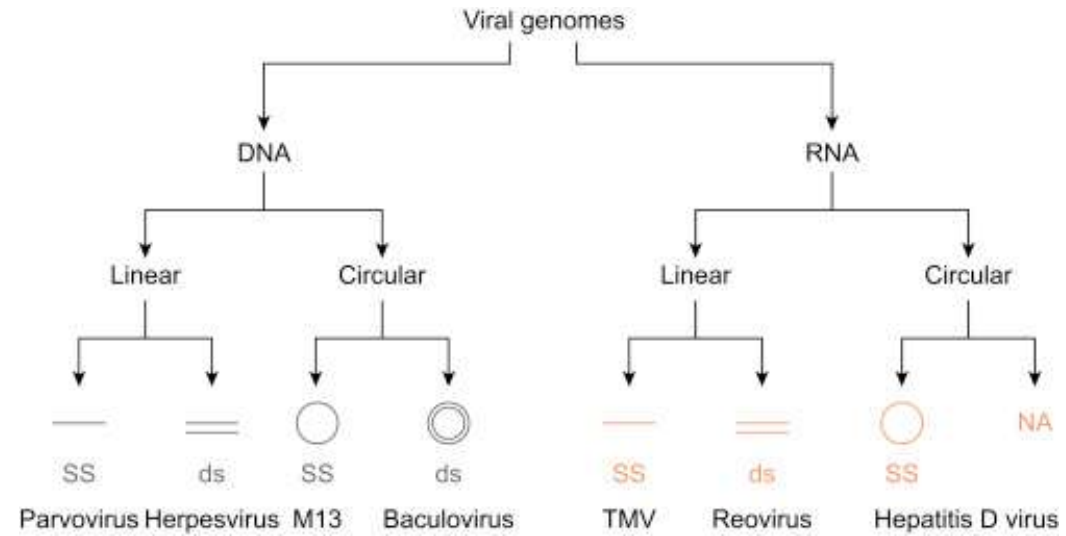 Viral genomes
DNA RNA
Linear Circular Linear Circular
NA
SS ds SS ds SS ds SS
Parvovirus Herpesvirus M13 Baculovirus TMV Reovirus Hepatitis D virus